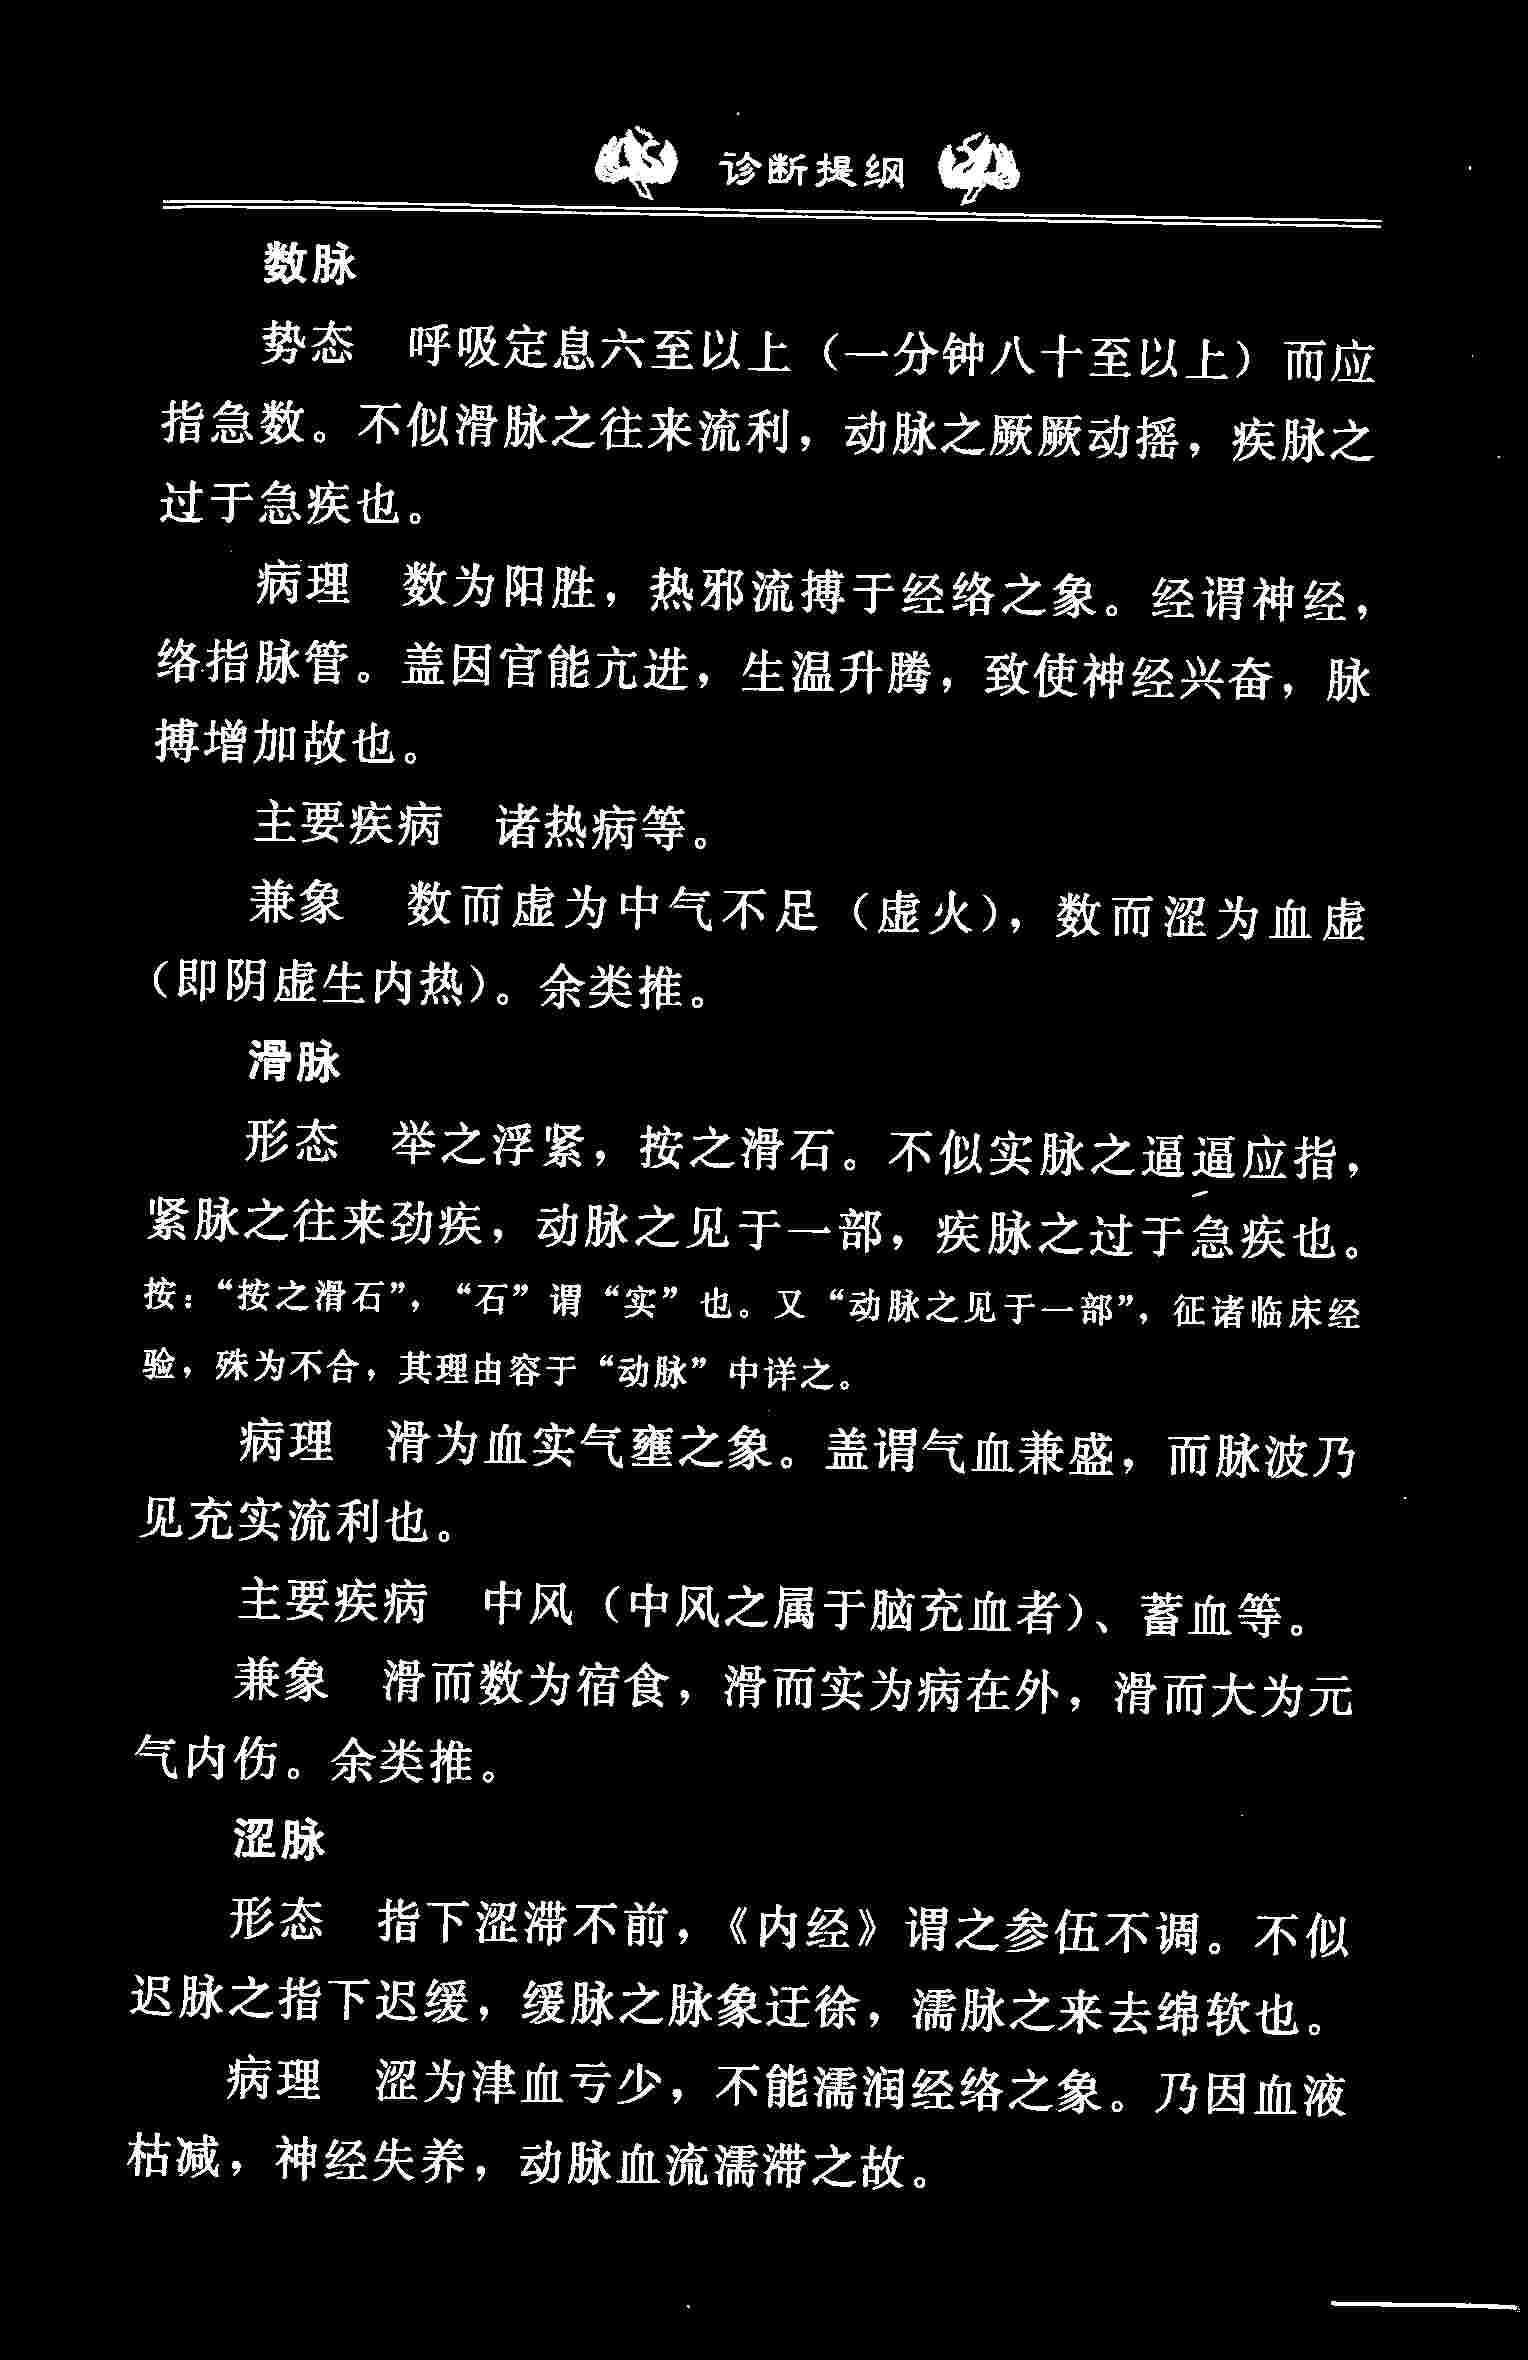 诊断提纲
数脉
势态　呼吸定息六至以上（一分钟八十至以上）而应
指急数。不似滑脉之往来流利，动脉之厥厥动摇，疾脉之
过于急疾也。
病理　数为阳胜，热邪流搏于经络之象。经谓神经，
络指脉管。盖因官能亢进，生温升腾，致使神经兴奋，脉
搏增加故也。
主要疾病　诸热病等。
兼象　数而虚为中气不足（虚火），数而涩为血虚
（即阴虚生内热）。余类推。
滑脉
形态　举之浮紧，按之滑石。不似实脉之逼逼应指，
紧脉之往来劲疾，动脉之见于一部，疾脉之过于急疾也。
按：“按之滑石”，“石”谓“实”也。又“动脉之见于一部”，征诸临床经
验，殊为不合，其理由容于“动脉”中详之。
病理　滑为血实气壅之象。盖谓气血兼盛，而脉波乃
见充实流利也。
主要疾病　中风（中风之属于脑充血者）、蓄血等。
兼象　滑而数为宿食，滑而实为病在外，滑而大为元
气内伤。余类推。
涩脉
形态　指下涩滞不前，《内经》谓之参伍不调。不似
迟脉之指下迟缓，缓脉之脉象迂徐，濡脉之来去绵软也。
病理　涩为津血亏少，不能濡润经络之象。乃因血液
枯减，神经失养，动脉血流濡滞之故。